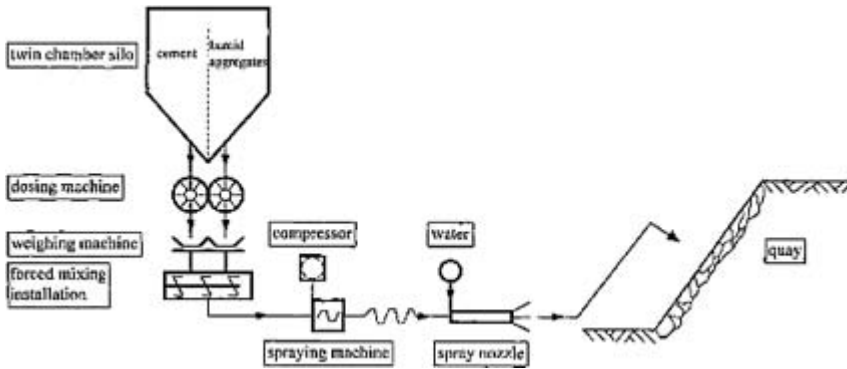 twin chamber silo
cement
humid
aggregates
dosing machine
weighing machine
forced mixing
installation
compressor
water
spraying machine
spray nozzle
quay